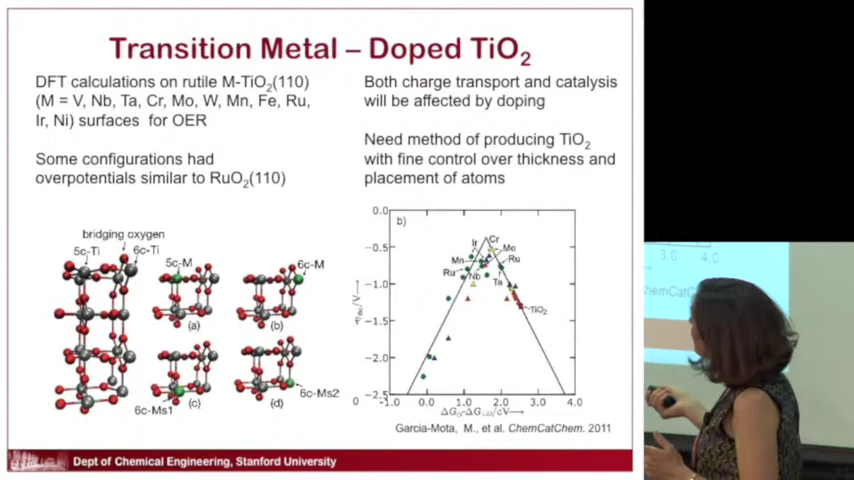 Transition Metal – Doped TiO2
DFT calculations on rutile M-TiO2(110)
(M = V, Nb, Ta, Cr, Mo, W, Mn, Fe, Ru,
Ir, Ni) surfaces for OER
Some configurations had
overpotentials similar to RuO2(110)
Both charge transport and catalysis
will be affected by doping
Need method of producing TiO2
with fine control over thickness and
placement of atoms
bridging oxygen
5c-Ti
6c-Ti
5c-M
6c-M
(a)
(b)
6c-Ms1
(c)
(d)
6c-Ms2
b)
0.0
−0.5
−1.0
−1.5
−2.0
−2.5
0
-1.0
0.0
1.0
2.0
3.0
4.0
Ir
Cr
Mo
Mn
Ru
Ru
Nb
Ta
TiO2
Garcia-Mota, M., et al. ChemCatChem. 2011
Dept of Chemical Engineering, Stanford University
3.0 4.0
hemCatC